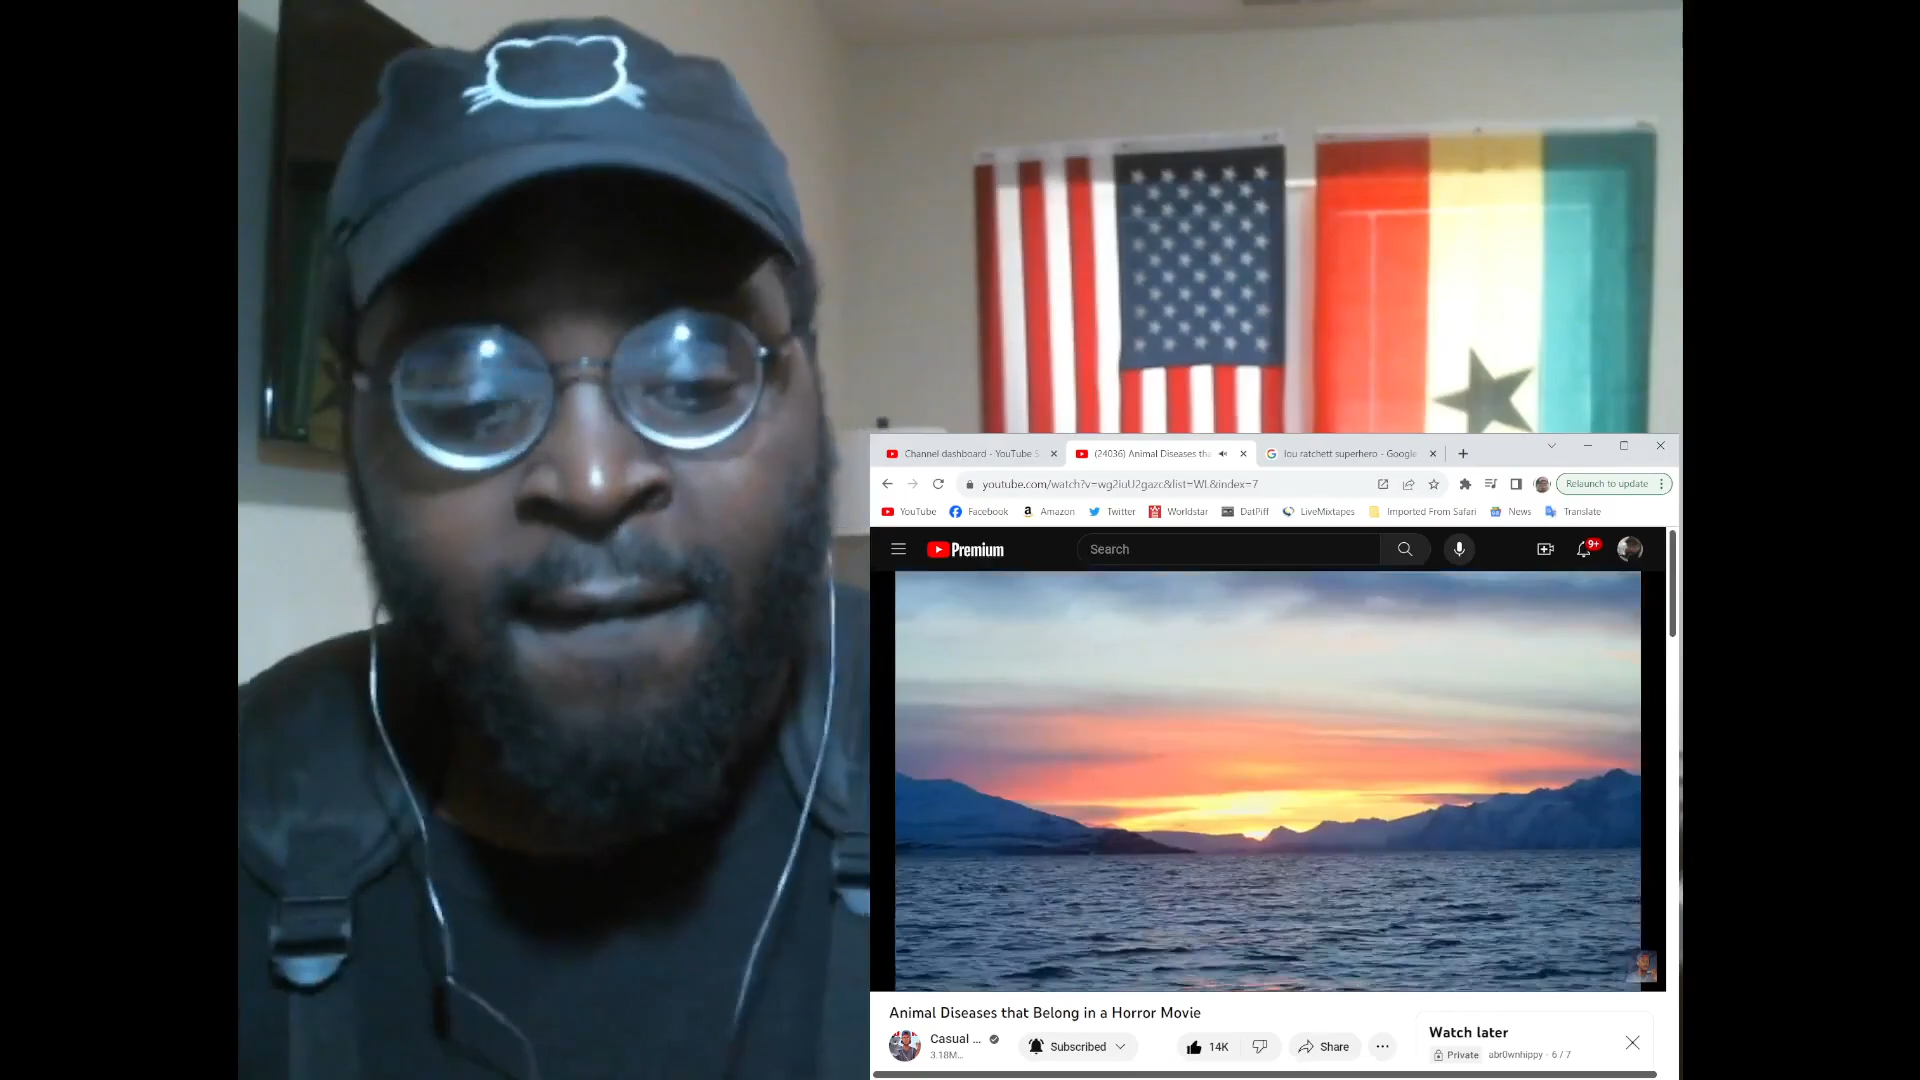 Channel dashboard - YouTube S
(24036) Animal Diseases tha
lou ratchett superhero - Google
youtube.com/watch?v=wg2iuU2gazc&list=WL&index=7
Relaunch to update
YouTube
Facebook
Amazon
Twitter
Worldstar
DatPiff
LiveMixtapes
Imported From Safari
News
Translate
Premium
Search
9+
Animal Diseases that Belong in a Horror Movie
Casual ...
3.18M...
Subscribed
14K
Share
Watch later
Private
abr0wnhippy - 6 / 7